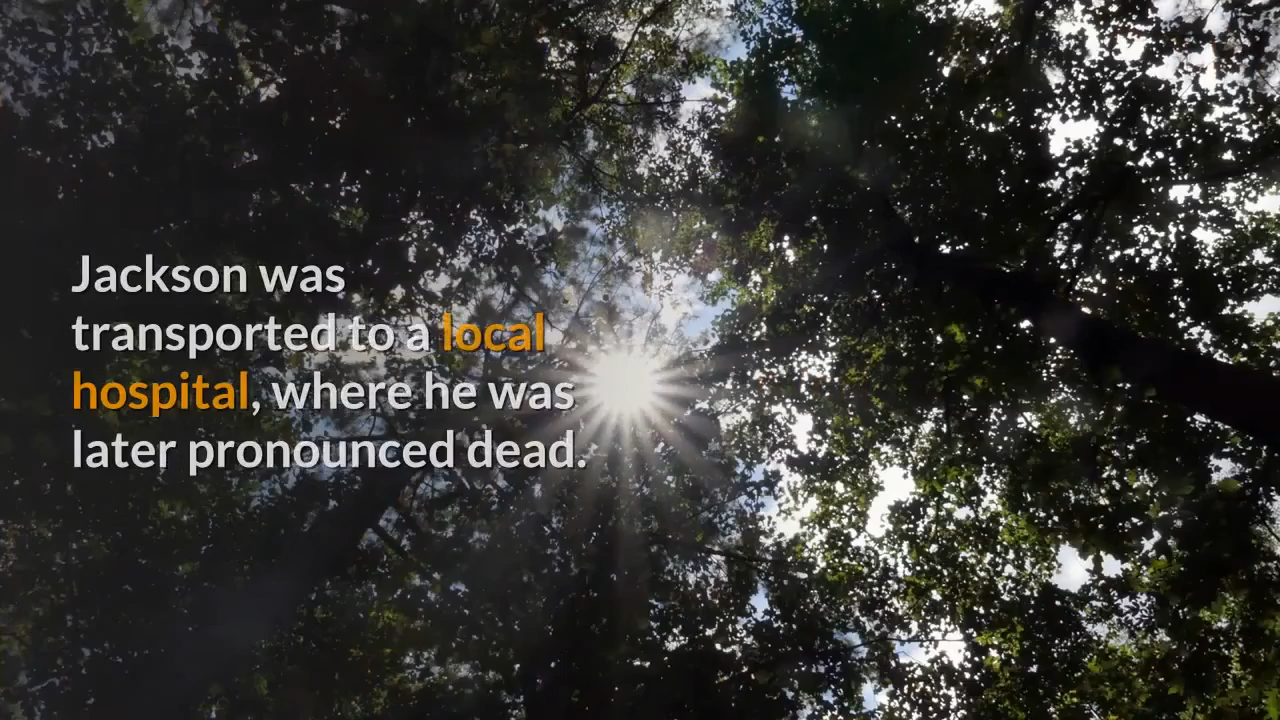 Jackson was
transported to a local
hospital, where he was
later pronounced dead.